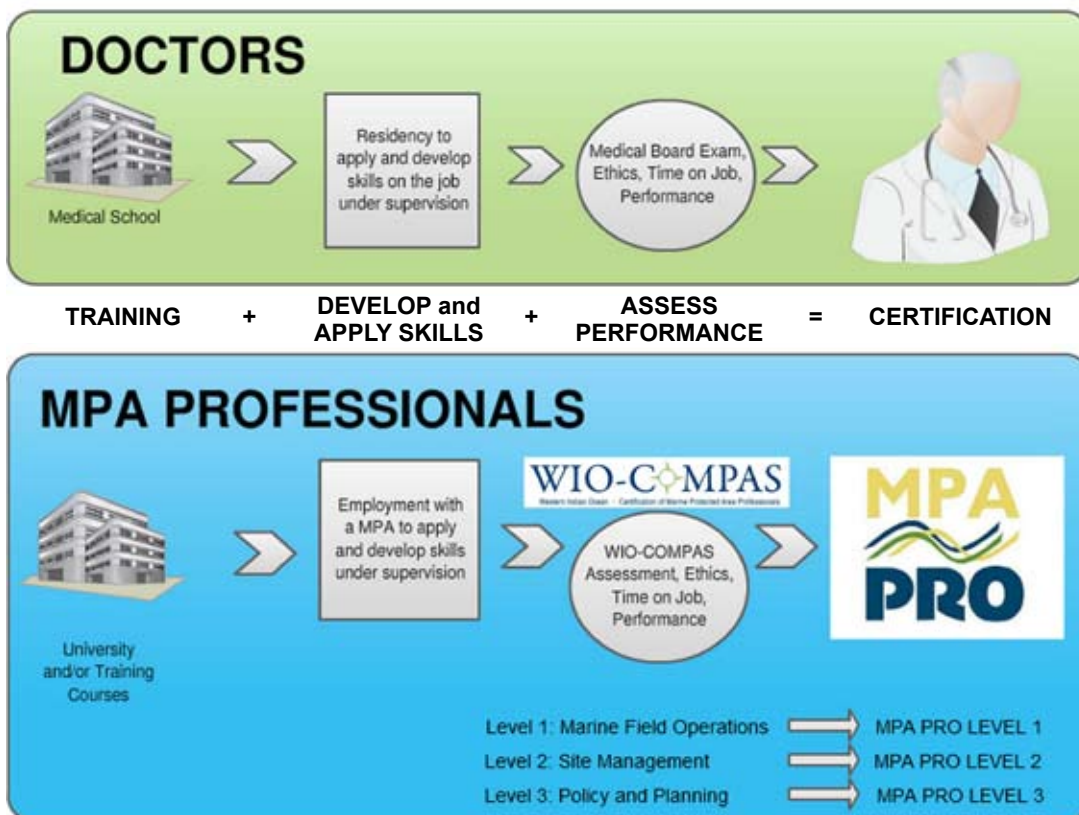 DOCTORS
Medical School
Residency to
apply and develop
skills on the job
under supervision
Medical Board Exam,
Ethics, Time on Job,
Performance
TRAINING + DEVELOP and APPLY SKILLS + ASSESS PERFORMANCE = CERTIFICATION
MPA PROFESSIONALS
University
and/or Training
Courses
Employment with
a MPA to apply
and develop skills
under supervision
WIO-COMPAS
Western Indian Ocean - Certification of Marine Protected Area Professionals
WIO-COMPAS
Assessment, Ethics,
Time on Job,
Performance
MPA
PRO
Level 1: Marine Field Operations MPA PRO LEVEL 1
Level 2: Site Management MPA PRO LEVEL 2
Level 3: Policy and Planning MPA PRO LEVEL 3